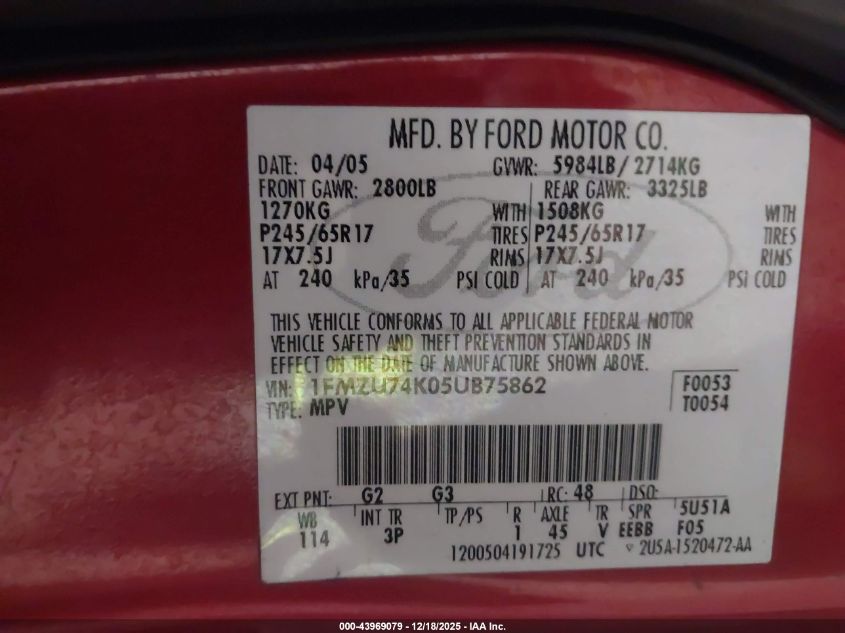 MFD. BY FORD MOTOR CO.
DATE: 04/05 GVWR: 5984LB/ 2714KG
FRONT GAWR: 2800LB REAR GAWR: 3325LB
1270KG WITH 1508KG WITH
P245/65R17 TIRES P245/65R17 TIRES
17X7.5J RIMS 17X7.5J RIMS
AT 240 kPa/35 PSI COLD AT 240 kPa/35 PSI COLD
Ford
THIS VEHICLE CONFORMS TO ALL APPLICABLE FEDERAL MOTOR
VEHICLE SAFETY AND THEFT PREVENTION STANDARDS IN
EFFECT ON THE DATE OF MANUFACTURE SHOWN ABOVE.
VIN: 1FMZU74K05UB75862 F0053
TYPE: MPV T0054
EXT PNT: G2 G3 RC: 48 DSO:
WB INT TR TP/PS R AXLE TR SPR 5U51A
114 3P 1 45 V EEBB F05
1200504191725 UTC ▽ 2U5A-1520472-AA
000-43969079 - 12/18/2025 - IAA Inc.